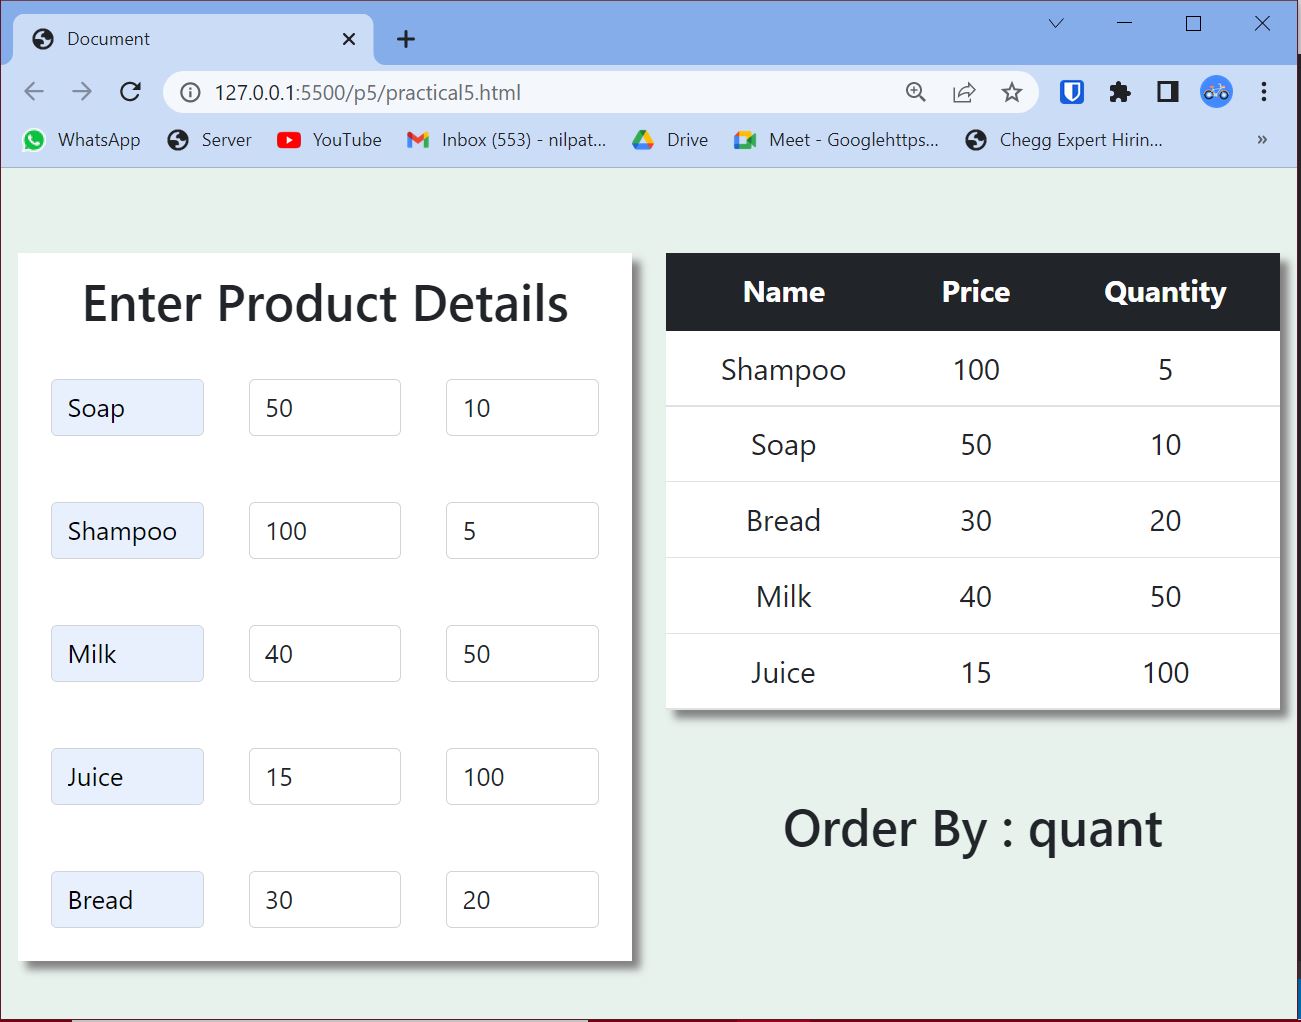 Document
127.0.0.1:5500/p5/practical5.html
WhatsApp Server YouTube Inbox (553) - nilpat... Drive Meet - Googlehttps... Chegg Expert Hirin... »
Enter Product Details
Soap 50 10
Shampoo 100 5
Milk 40 50
Juice 15 100
Bread 30 20
Name Price Quantity
Shampoo 100 5
Soap 50 10
Bread 30 20
Milk 40 50
Juice 15 100
Order By : quant